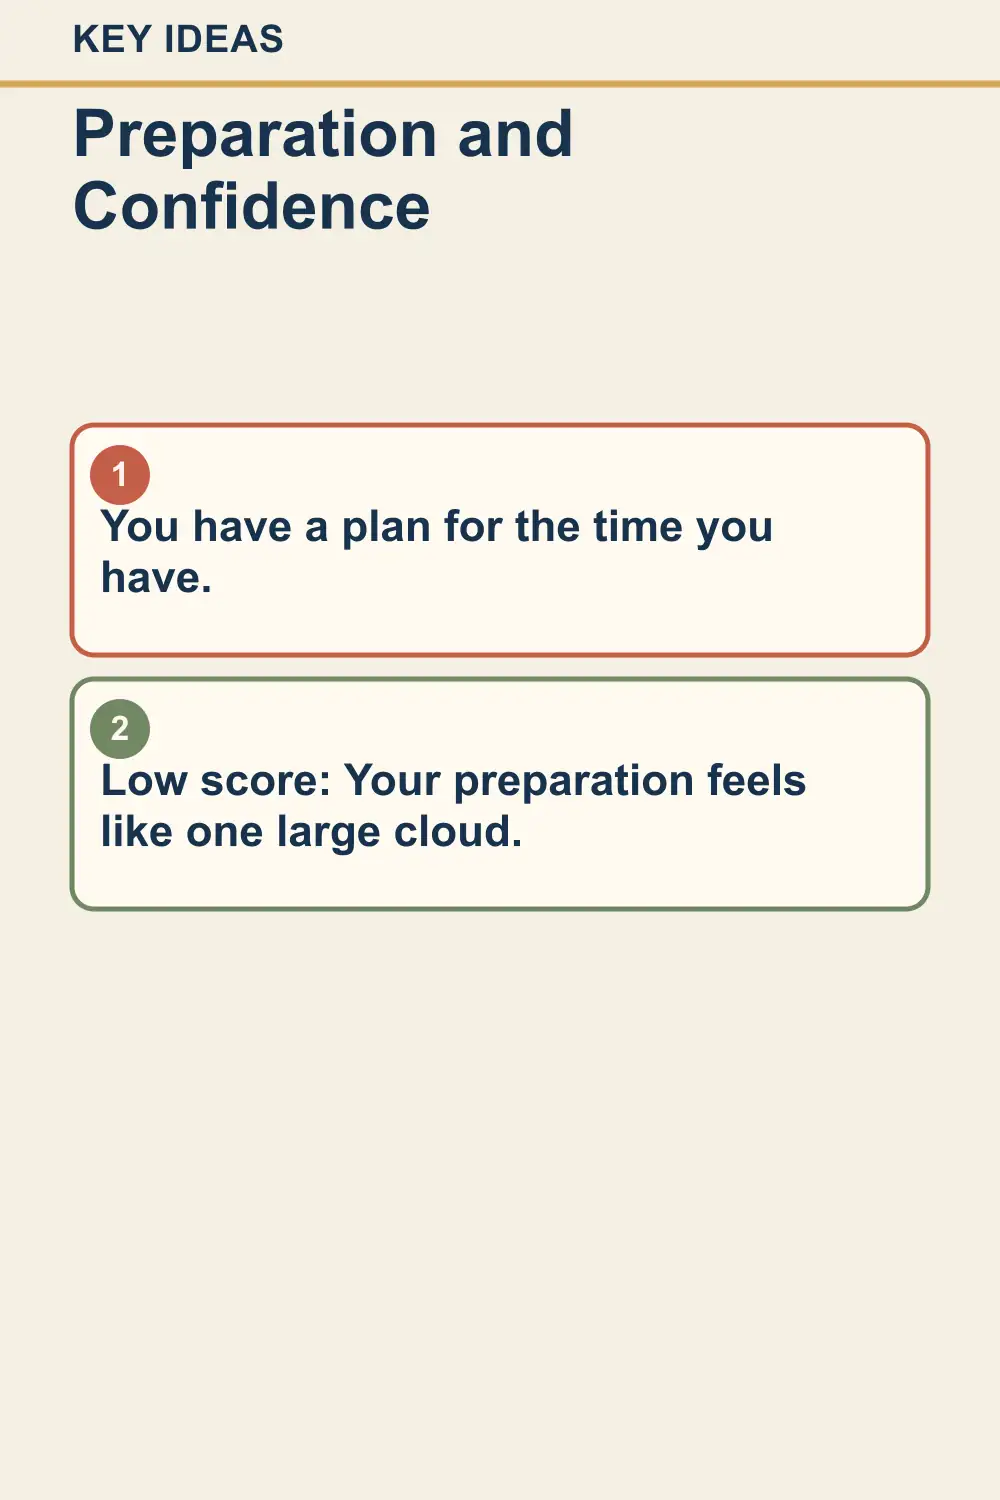 KEY IDEAS
Preparation and
Confidence
1
You have a plan for the time you
have.
2
Low score: Your preparation feels
like one large cloud.